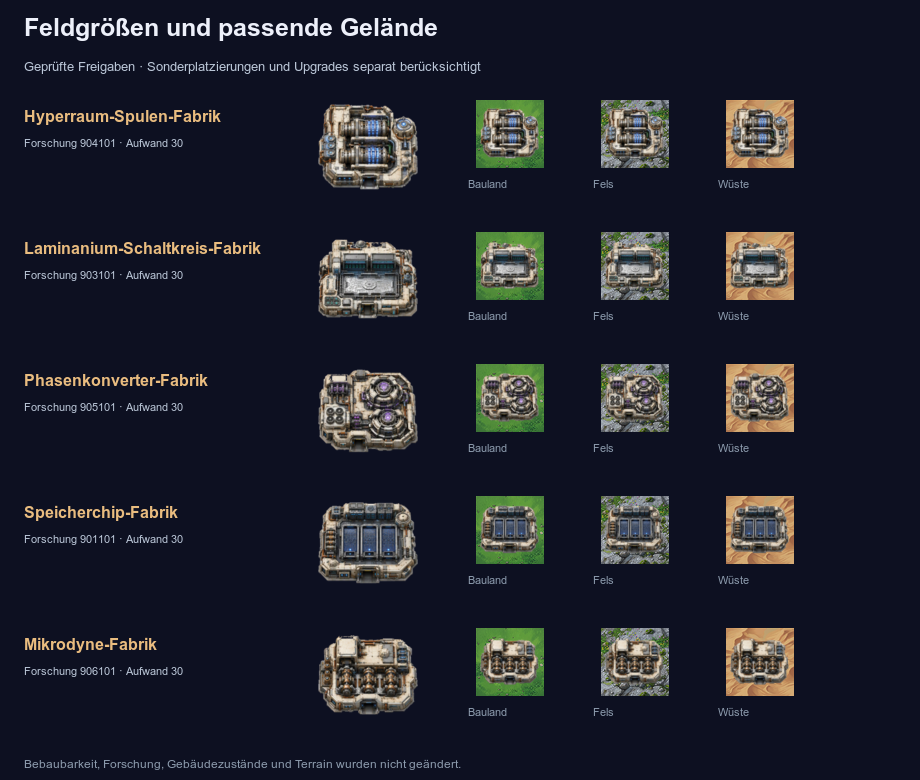 Feldgrößen und passende Gelände
Geprüfte Freigaben · Sonderplatzierungen und Upgrades separat berücksichtigt
Hyperraum-Spulen-Fabrik
Forschung 904101 · Aufwand 30
Bauland Fels Wüste
Laminanium-Schaltkreis-Fabrik
Forschung 903101 · Aufwand 30
Bauland Fels Wüste
Phasenkonverter-Fabrik
Forschung 905101 · Aufwand 30
Bauland Fels Wüste
Speicherchip-Fabrik
Forschung 901101 · Aufwand 30
Bauland Fels Wüste
Mikrodyne-Fabrik
Forschung 906101 · Aufwand 30
Bauland Fels Wüste
Bebaubarkeit, Forschung, Gebäudezustände und Terrain wurden nicht geändert.